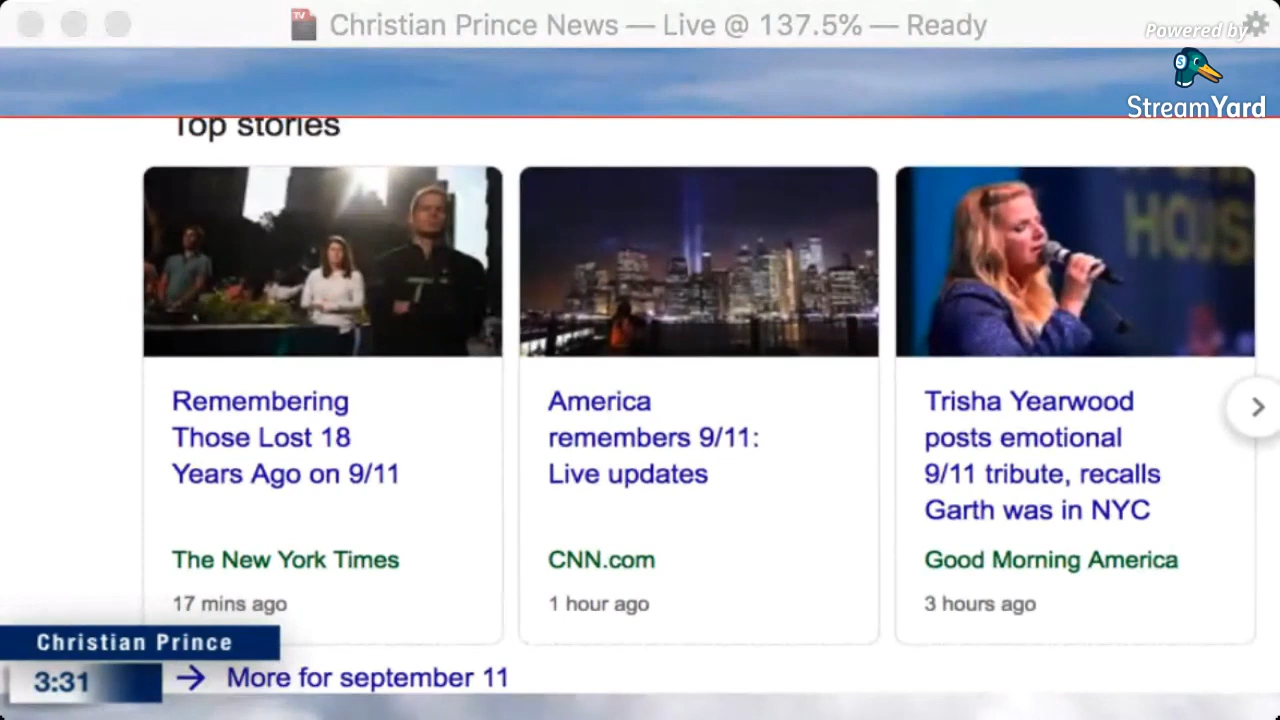 Christian Prince News — Live @ 137.5% — Ready
Powered by
StreamYard
Top stories
HOUS
Remembering
Those Lost 18
Years Ago on 9/11
The New York Times
17 mins ago
America
remembers 9/11:
Live updates
CNN.com
1 hour ago
Trisha Yearwood
posts emotional
9/11 tribute, recalls
Garth was in NYC
Good Morning America
3 hours ago
Christian Prince
3:31
→ More for september 11